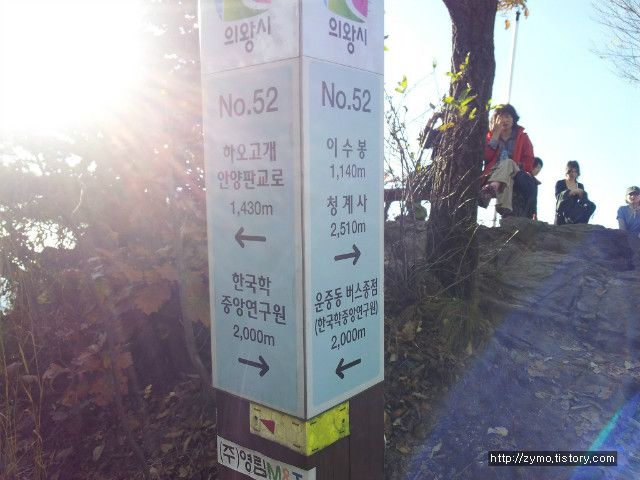 의왕시
No.52
하오고개
안양판교로
1,430m
←
한국학
중앙연구원
2,000m
→
의왕시
No.52
이수봉
1,140m
청계사
2,510m
→
운중동 버스종점
(한국학중앙연구원)
2,000m
←
(주)영림M&T
http://zymo.tistory.com